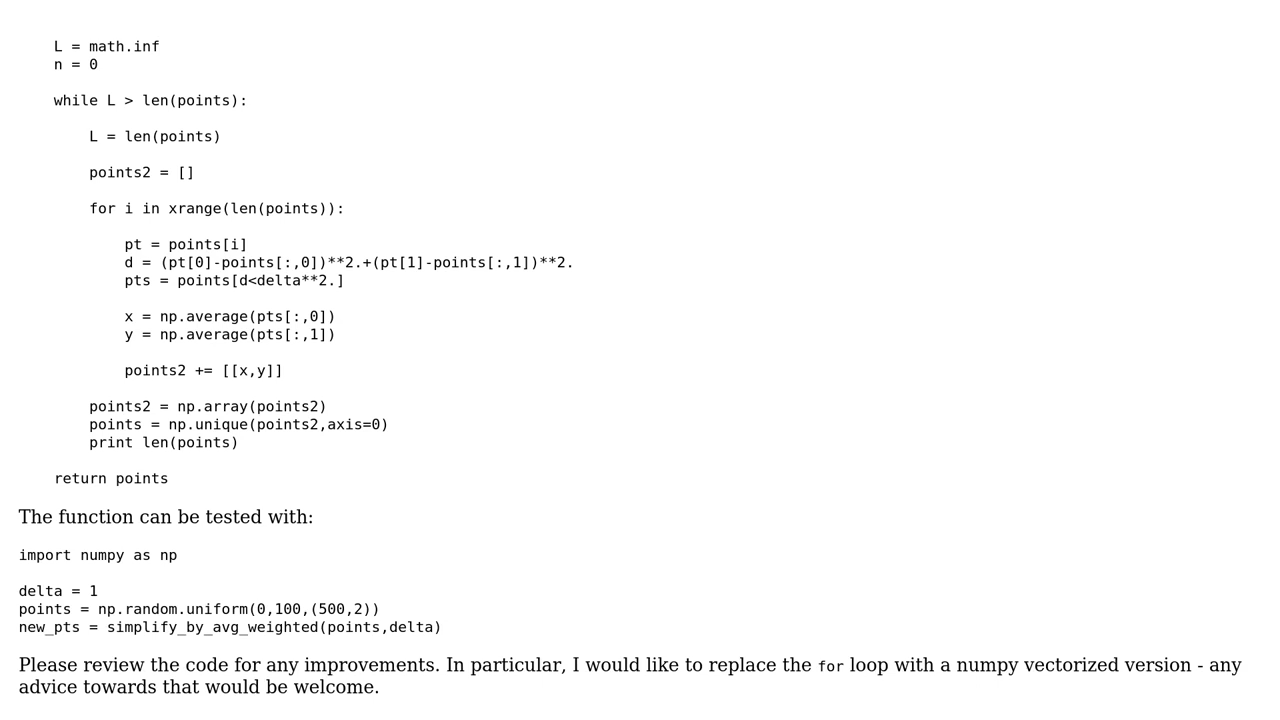 L = math.inf
n = 0
while L > len(points):
L = len(points)
points2 = []
for i in xrange(len(points)):
pt = points[i]
d = (pt[0]-points[:,0])**2.+(pt[1]-points[:,1])**2.
pts = points[d<delta**2.]
x = np.average(pts[:,0])
y = np.average(pts[:,1])
points2 += [[x,y]]
points2 = np.array(points2)
points = np.unique(points2,axis=0)
print len(points)
return points
The function can be tested with:
import numpy as np
delta = 1
points = np.random.uniform(0,100,(500,2))
new_pts = simplify_by_avg_weighted(points,delta)
Please review the code for any improvements. In particular, I would like to replace the for loop with a numpy vectorized version - any
advice towards that would be welcome.